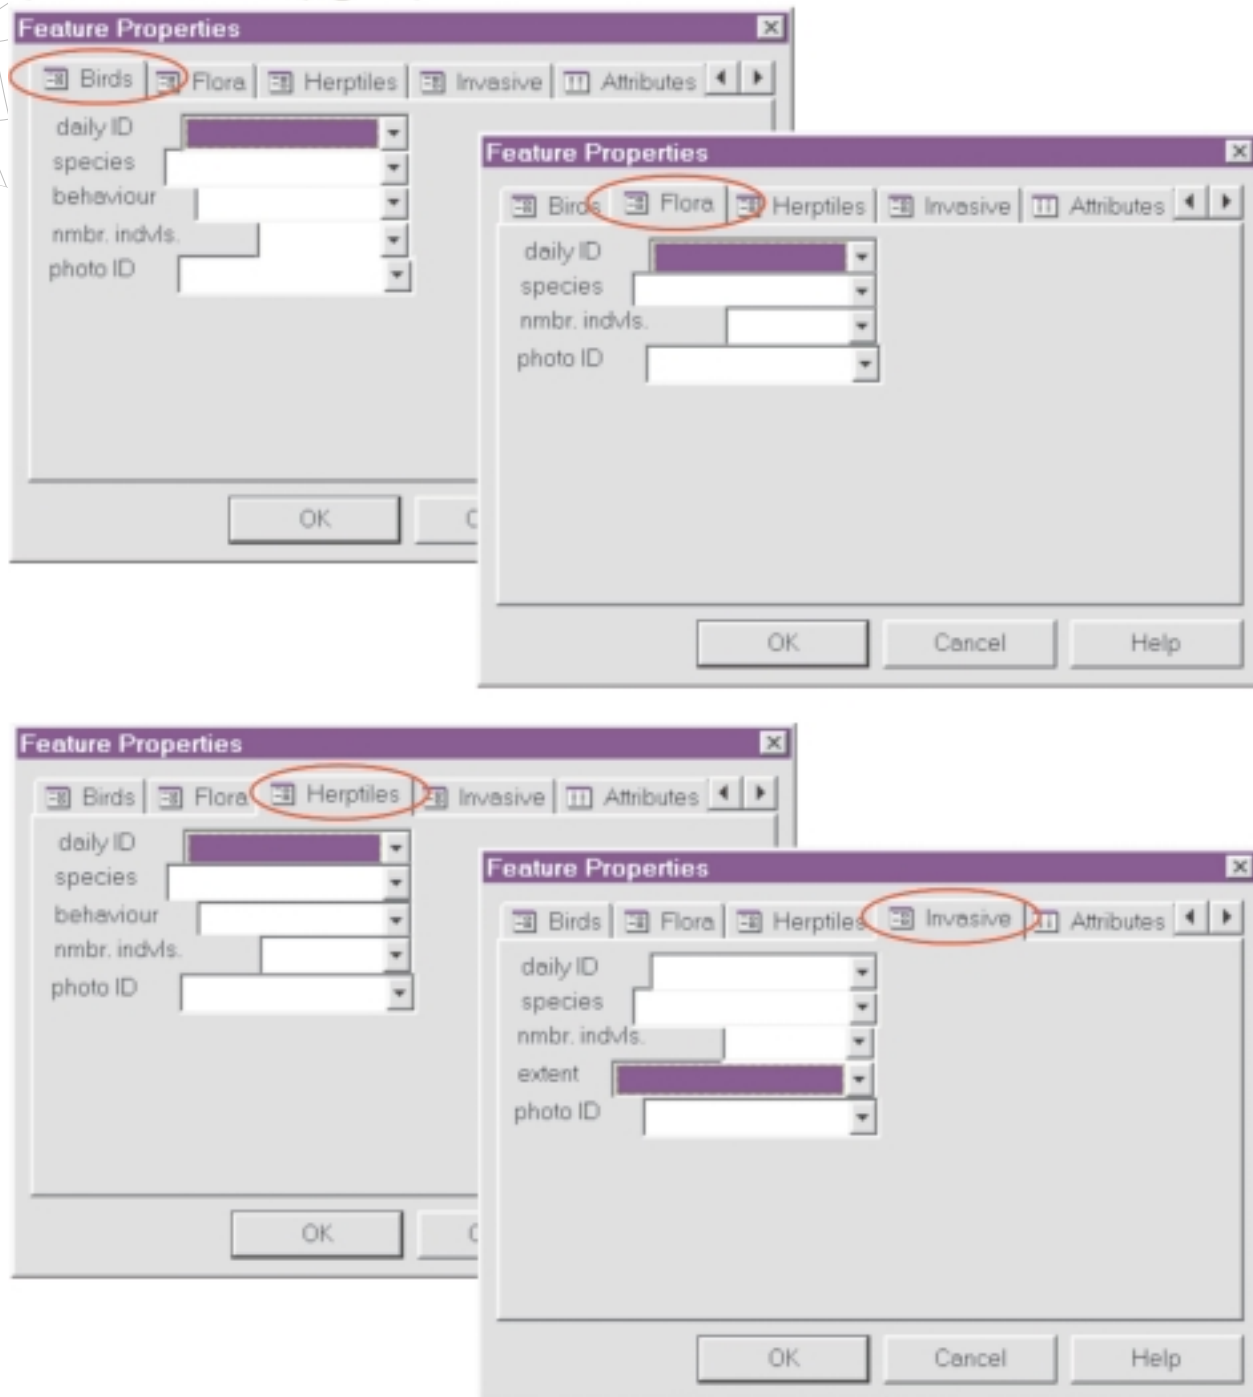 Feature Properties
Birds Flora Herptiles Invasive Attributes
daily ID
species
behaviour
nmbr. indvls.
photo ID
OK
Feature Properties
Birds Flora Herptiles Invasive Attributes
daily ID
species
nmbr. indvls.
photo ID
OK Cancel Help
Feature Properties
Birds Flora Herptiles Invasive Attributes
daily ID
species
behaviour
nmbr. indvls.
photo ID
OK
Feature Properties
Birds Flora Herptiles Invasive Attributes
daily ID
species
nmbr. indvls.
extent
photo ID
OK Cancel Help